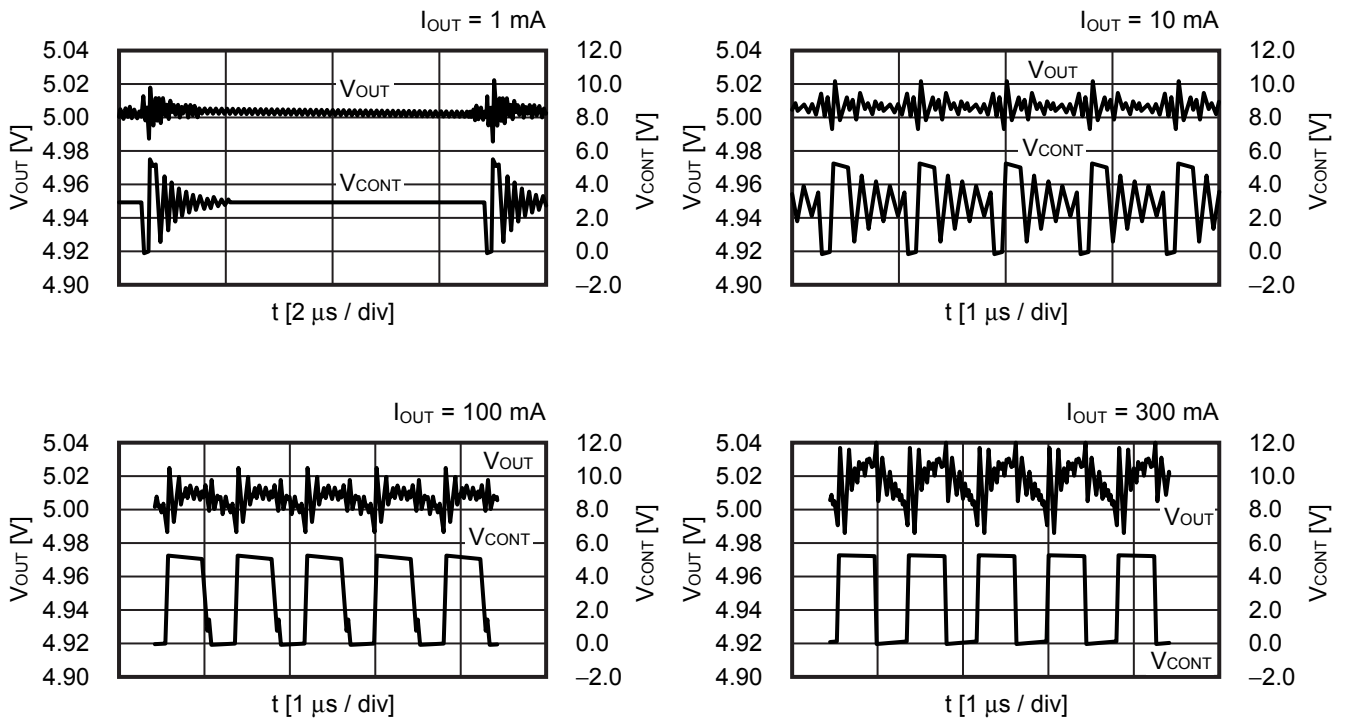 IOUT = 1 mA
5.04
5.02
5.00
4.98
4.96
4.94
4.92
4.90
VOUT [V]
VOUT
VCONT
12.0
10.0
8.0
6.0
4.0
2.0
0.0
−2.0
VCONT [V]
t [2 μs / div]
IOUT = 10 mA
5.04
5.02
5.00
4.98
4.96
4.94
4.92
4.90
VOUT [V]
VOUT
VCONT
12.0
10.0
8.0
6.0
4.0
2.0
0.0
−2.0
VCONT [V]
t [1 μs / div]
IOUT = 100 mA
5.04
5.02
5.00
4.98
4.96
4.94
4.92
4.90
VOUT [V]
VOUT
VCONT
12.0
10.0
8.0
6.0
4.0
2.0
0.0
−2.0
VCONT [V]
t [1 μs / div]
IOUT = 300 mA
5.04
5.02
5.00
4.98
4.96
4.94
4.92
4.90
VOUT [V]
VOUT
VCONT
12.0
10.0
8.0
6.0
4.0
2.0
0.0
−2.0
VCONT [V]
t [1 μs / div]